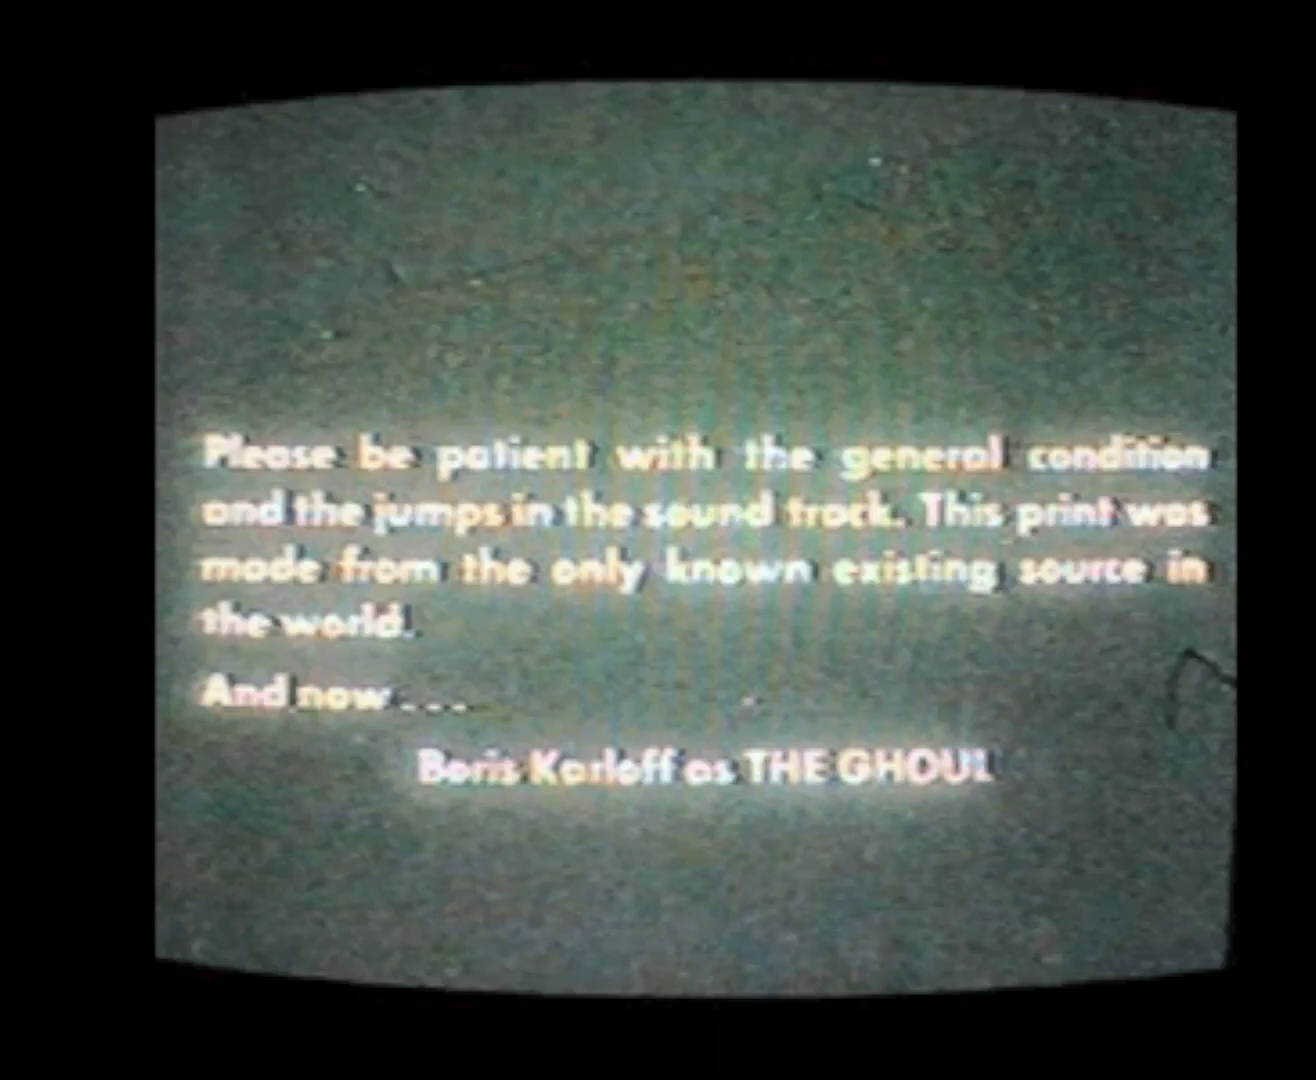 Please be patient with the general condition
and the jumps in the sound track. This print was
made from the only known existing source in
the world.
And now . . . .
Boris Karloff as THE GHOUL